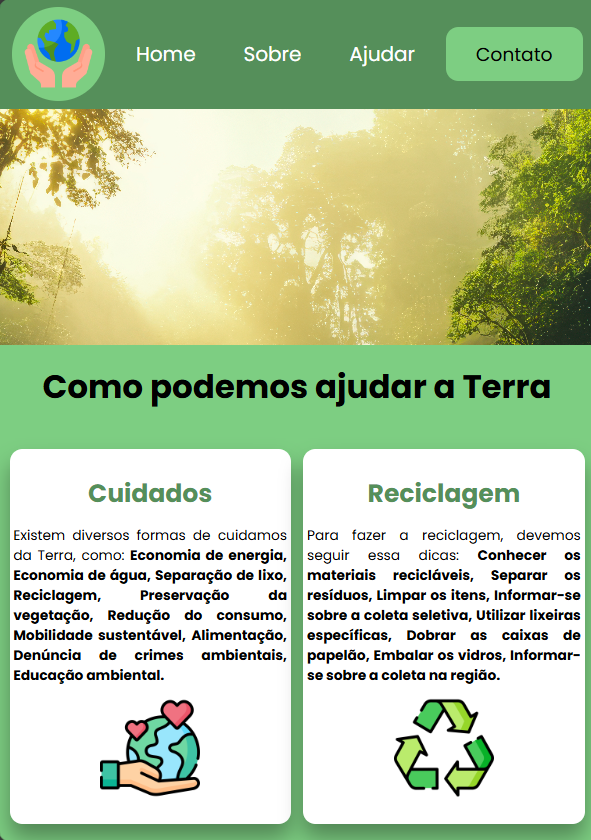 Home Sobre Ajudar Contato
Como podemos ajudar a Terra
Cuidados
Existem diversos formas de cuidamos
da Terra, como: Economia de energia,
Economia de água, Separação de lixo,
Reciclagem, Preservação da
vegetação, Redução do consumo,
Mobilidade sustentável, Alimentação,
Denúncia de crimes ambientais,
Educação ambiental.
Reciclagem
Para fazer a reciclagem, devemos
seguir essa dicas: Conhecer os
materiais recicláveis, Separar os
resíduos, Limpar os itens, Informar-se
sobre a coleta seletiva, Utilizar lixeiras
específicas, Dobrar as caixas de
papelão, Embalar os vidros, Informar-
se sobre a coleta na região.